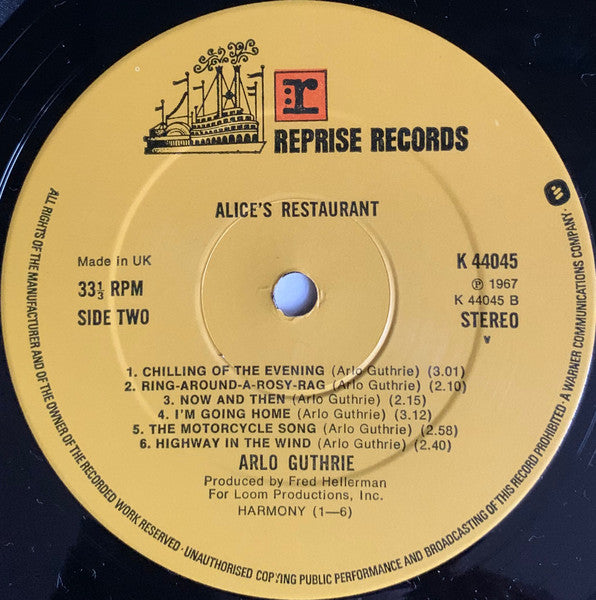 r:
REPRISE RECORDS
ALICE'S RESTAURANT
Made in UK
33⅓ RPM
SIDE TWO
K 44045
Ⓟ 1967
K 44045 B
STEREO
1. CHILLING OF THE EVENING (Arlo Guthrie) (3.01)
2. RING-AROUND-A-ROSY-RAG (Arlo Guthrie) (2.10)
3. NOW AND THEN (Arlo Guthrie) (2.15)
4. I'M GOING HOME (Arlo Guthrie) (3.12)
5. THE MOTORCYCLE SONG (Arlo Guthrie) (2.58)
6. HIGHWAY IN THE WIND (Arlo Guthrie) (2.40)
ARLO GUTHRIE
Produced by Fred Hellerman
For Loom Productions, Inc.
HARMONY (1—6)
ALL RIGHTS OF THE MANUFACTURER AND OF THE OWNER OF THE RECORDED WORK RESERVED · UNAUTHORISED COPYING PUBLIC PERFORMANCE AND BROADCASTING OF THIS RECORD PROHIBITED · A WARNER COMMUNICATIONS COMPANY ·